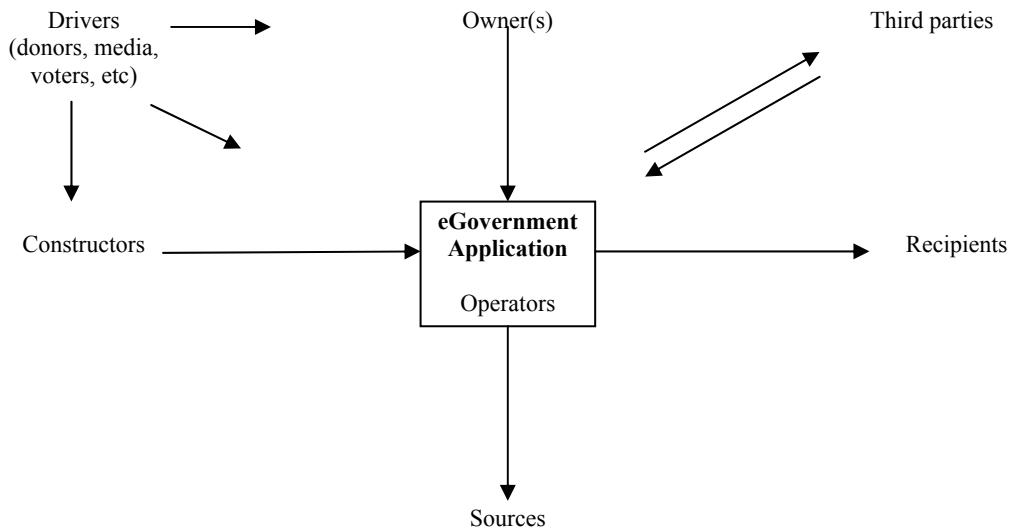 Drivers
(donors, media,
voters, etc)
Owner(s)
Third parties
Constructors
eGovernment
Application
Operators
Recipients
Sources